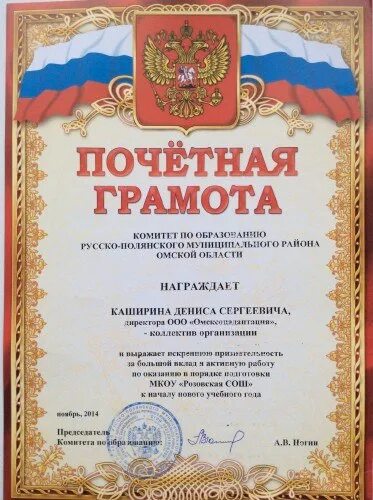 ПОЧЁТНАЯ
ГРАМОТА
КОМИТЕТ ПО ОБРАЗОВАНИЮ
РУССКО-ПОЛЯНСКОГО МУНИЦИПАЛЬНОГО РАЙОНА
ОМСКОЙ ОБЛАСТИ
НАГРАЖДАЕТ
КАШИРИНА ДЕНИСА СЕРГЕЕВИЧА,
директора ООО
- коллектив организации
и выражает искреннюю признательность
за большой вклад и активную работу
по оказанию в порядке подготовки
МКОУ «Розовская СОШ»
к началу нового учебного года
ноябрь, 2014
Председатель
Комитета по образованию:
А.В. Нэгин